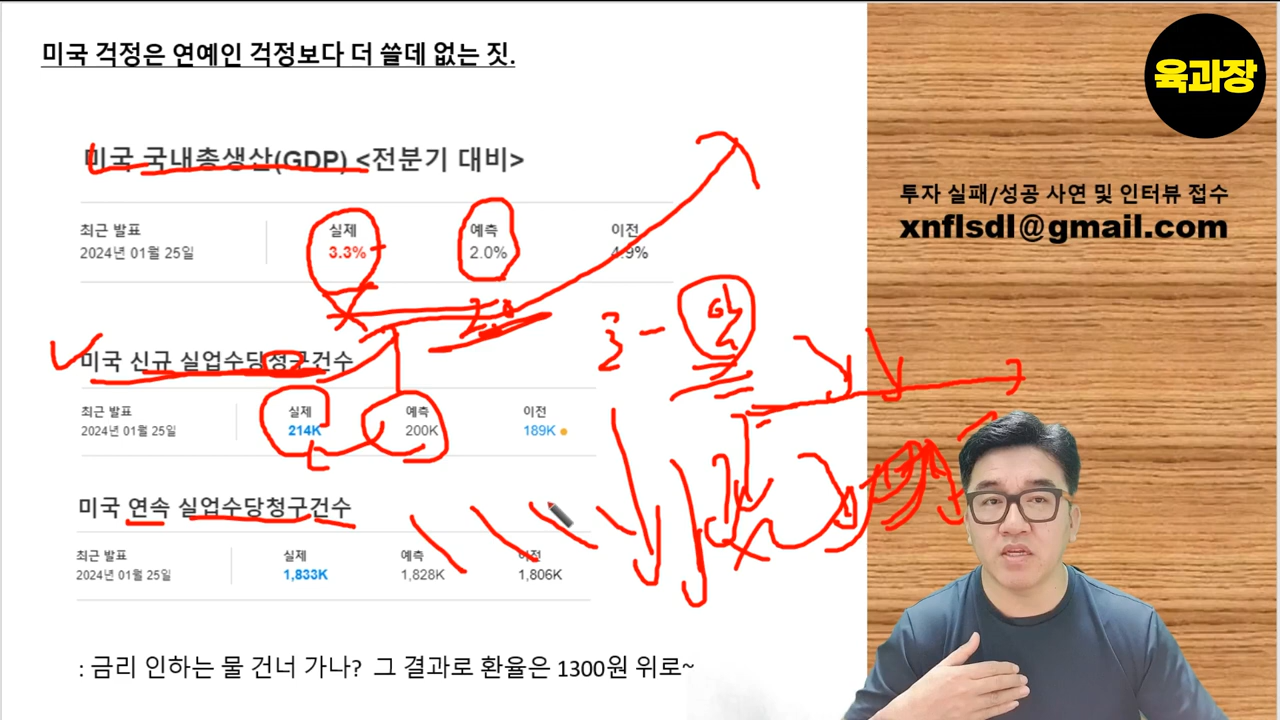 미국 걱정은 연예인 걱정보다 더 쓸데 없는 짓.
육과장
미국 국내총생산(GDP) <전분기 대비>
최근 발표 실제 예측 이전
2024년 01월 25일 3.3% 2.0% 4.9%
투자 실패/성공 사연 및 인터뷰 접수
xnflsdl@gmail.com
미국 신규 실업수당청구건수
최근 발표 실제 예측 이전
2024년 01월 25일 214K 200K 189K
미국 연속 실업수당청구건수
최근 발표 실제 예측 이전
2024년 01월 25일 1,833K 1,828K 1,806K
: 금리 인하는 물 건너 가나? 그 결과로 환율은 1300원 위로~